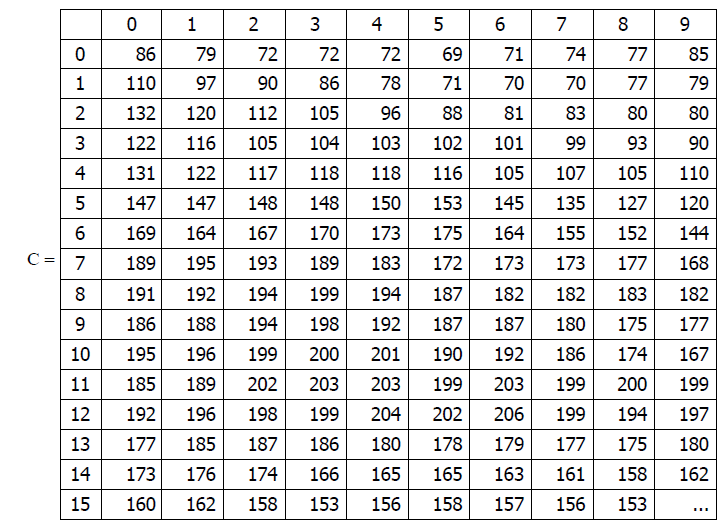 0 1 2 3 4 5 6 7 8 9
0 86 79 72 72 72 69 71 74 77 85
1 110 97 90 86 78 71 70 70 77 79
2 132 120 112 105 96 88 81 83 80 80
3 122 116 105 104 103 102 101 99 93 90
4 131 122 117 118 118 116 105 107 105 110
5 147 147 148 148 150 153 145 135 127 120
6 169 164 167 170 173 175 164 155 152 144
C = 7 189 195 193 189 183 172 173 173 177 168
8 191 192 194 199 194 187 182 182 183 182
9 186 188 194 198 192 187 187 180 175 177
10 195 196 199 200 201 190 192 186 174 167
11 185 189 202 203 203 199 203 199 200 199
12 192 196 198 199 204 202 206 199 194 197
13 177 185 187 186 180 178 179 177 175 180
14 173 176 174 166 165 165 163 161 158 162
15 160 162 158 153 156 158 157 156 153 ...